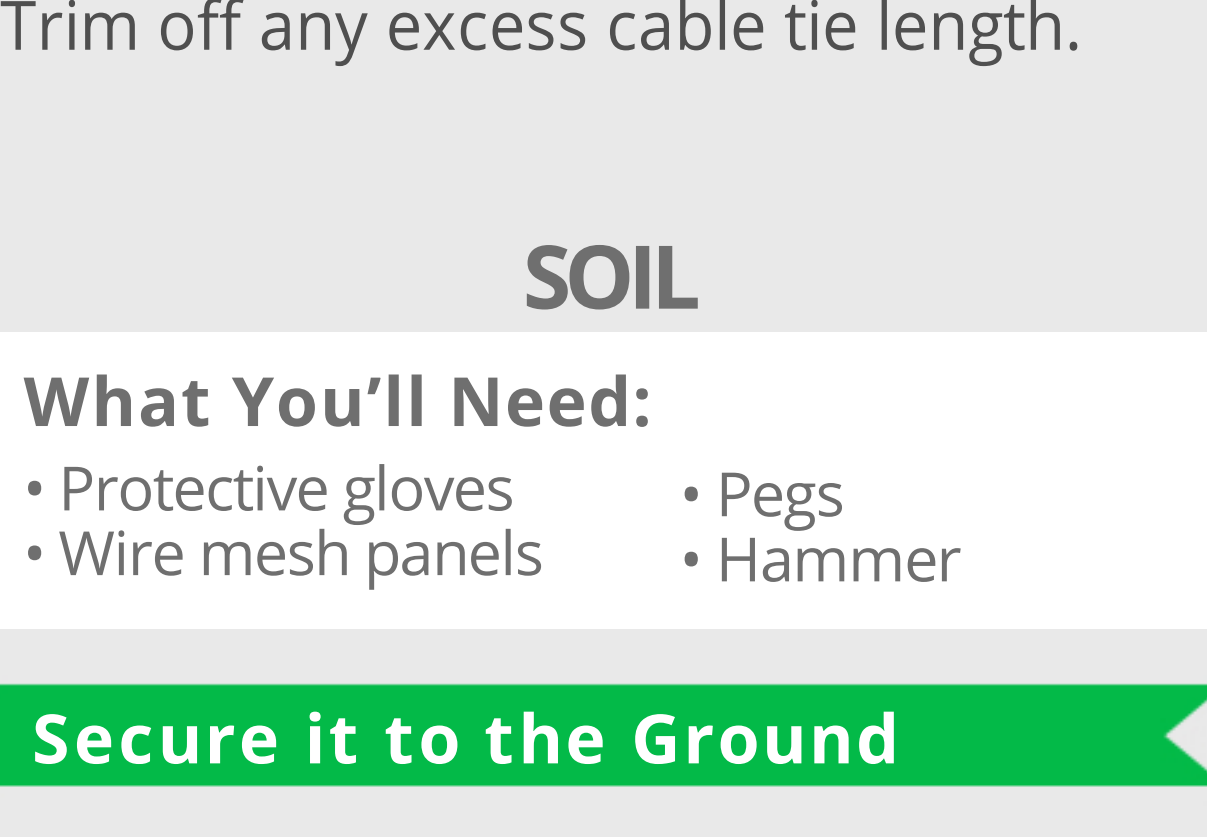 Trim off any excess cable tie length.
SOIL
What You’ll Need:
• Protective gloves
• Wire mesh panels
• Pegs
• Hammer
Secure it to the Ground